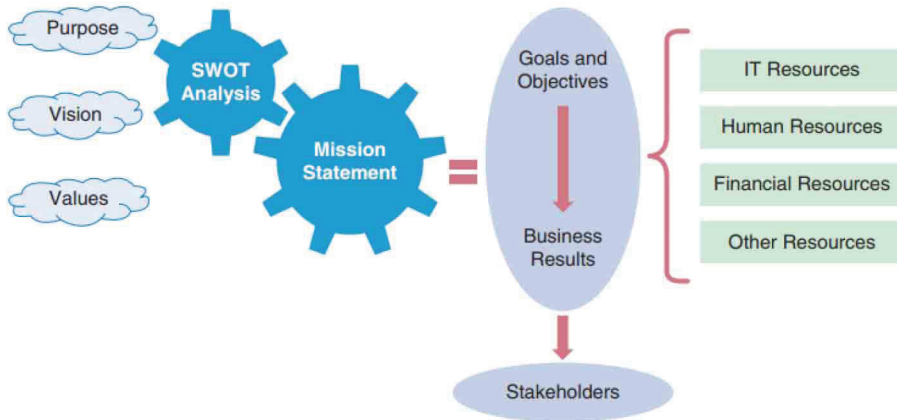 Purpose
Vision
Values
SWOT
Analysis
Mission
Statement
Goals and
Objectives
Business
Results
Stakeholders
IT Resources
Human Resources
Financial Resources
Other Resources